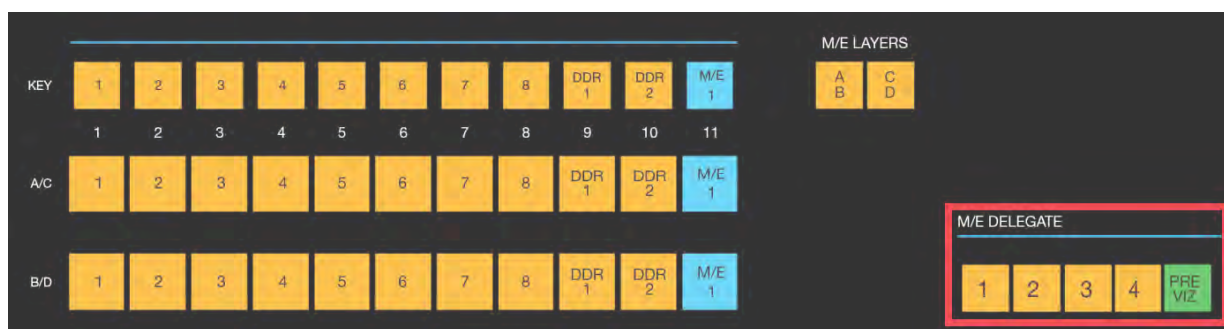 M/E LAYERS
KEY 1 2 3 4 5 6 7 8 DDR 1 DDR 2 M/E 1 A B C D
1 2 3 4 5 6 7 8 9 10 11
A/C 1 2 3 4 5 6 7 8 DDR 1 DDR 2 M/E 1
M/E DELEGATE
B/D 1 2 3 4 5 6 7 8 DDR 1 DDR 2 M/E 1
1 2 3 4 PRE VIZ